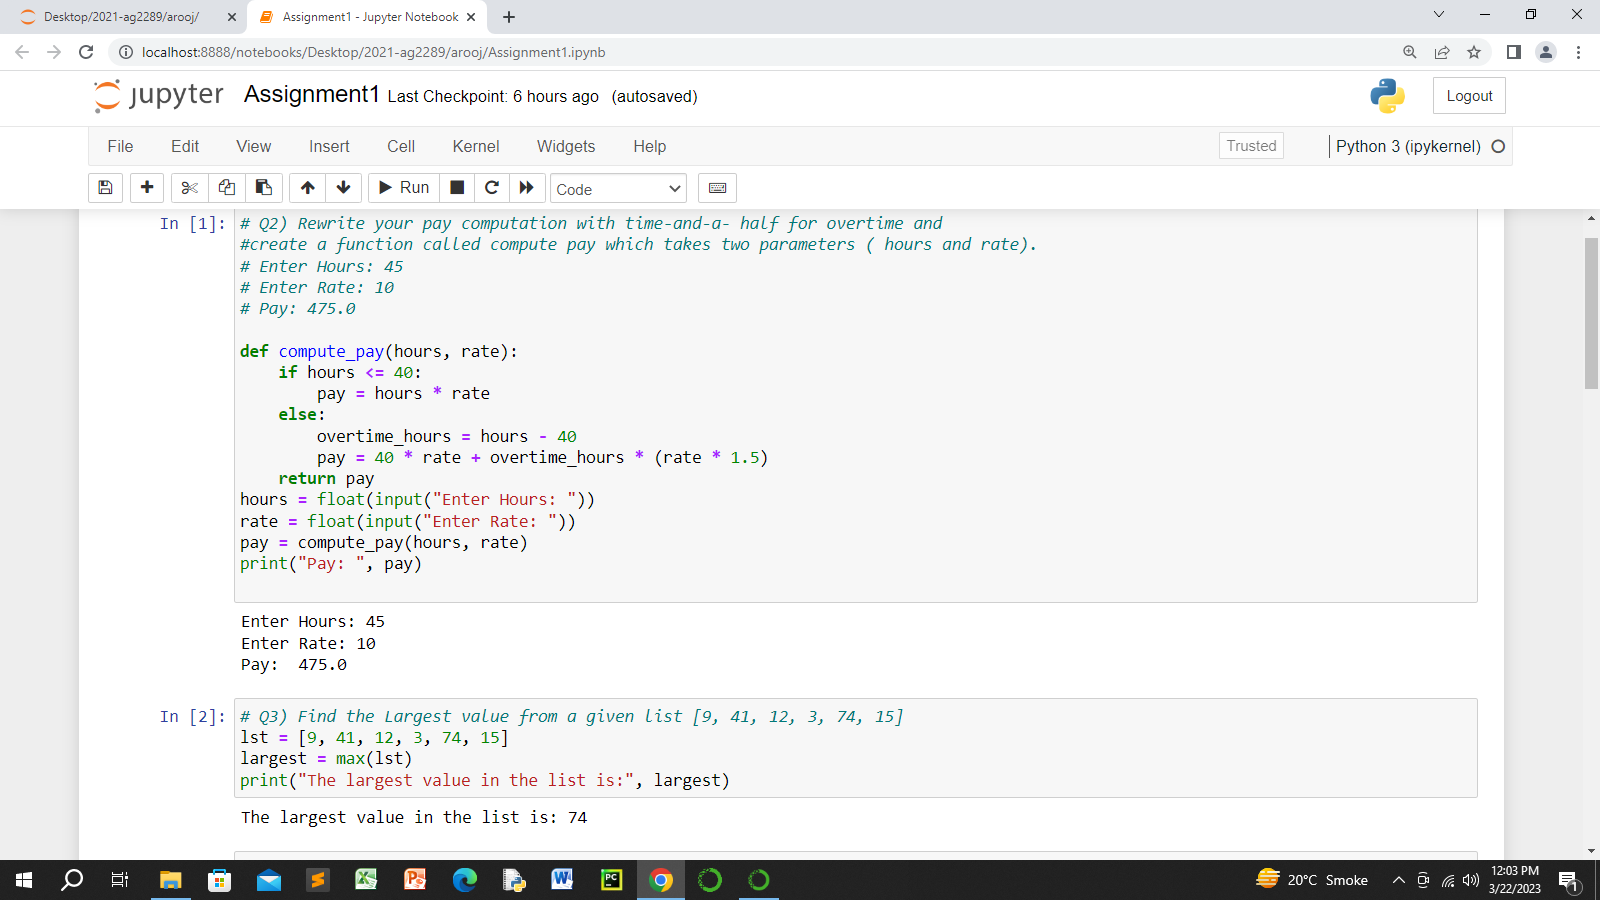 Desktop/2021-ag2289/arooj/
Assignment1 - Jupyter Notebook
localhost:8888/notebooks/Desktop/2021-ag2289/arooj/Assignment1.ipynb
jupyter Assignment1 Last Checkpoint: 6 hours ago (autosaved)
Logout
File Edit View Insert Cell Kernel Widgets Help
Trusted
Python 3 (ipykernel)
Run
Code
In [1]:
# Q2) Rewrite your pay computation with time-and-a- half for overtime and
#create a function called compute pay which takes two parameters ( hours and rate).
# Enter Hours: 45
# Enter Rate: 10
# Pay: 475.0
def compute_pay(hours, rate):
    if hours <= 40:
        pay = hours * rate
    else:
        overtime_hours = hours - 40
        pay = 40 * rate + overtime_hours * (rate * 1.5)
    return pay
hours = float(input("Enter Hours: "))
rate = float(input("Enter Rate: "))
pay = compute_pay(hours, rate)
print("Pay: ", pay)
Enter Hours: 45
Enter Rate: 10
Pay:  475.0
In [2]:
# Q3) Find the Largest value from a given list [9, 41, 12, 3, 74, 15]
lst = [9, 41, 12, 3, 74, 15]
largest = max(lst)
print("The largest value in the list is:", largest)
The largest value in the list is: 74
PC
20°C Smoke
12:03 PM
3/22/2023
1